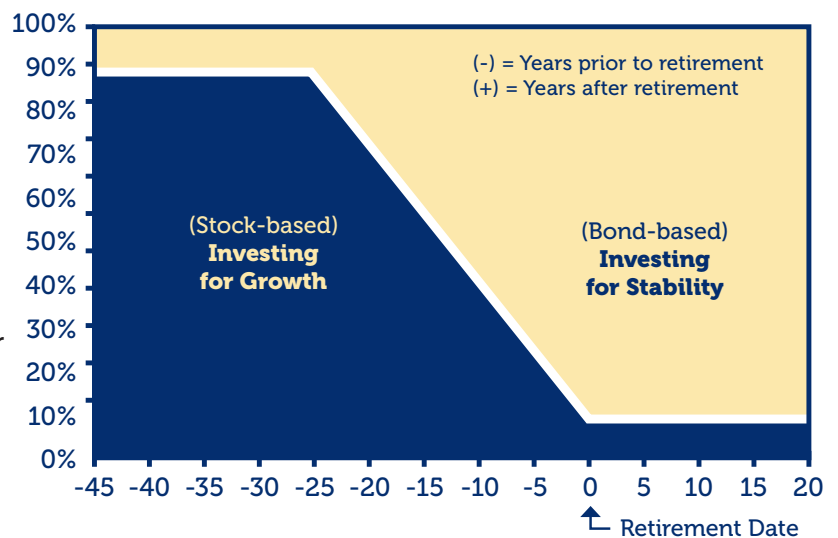 100%
90%
80%
70%
60%
50%
40%
30%
20%
10%
0%
(-) = Years prior to retirement
(+) = Years after retirement
(Stock-based)
Investing
for Growth
(Bond-based)
Investing
for Stability
r
-45 -40 -35 -30 -25 -20 -15 -10 -5 0 5 10 15 20
Retirement Date